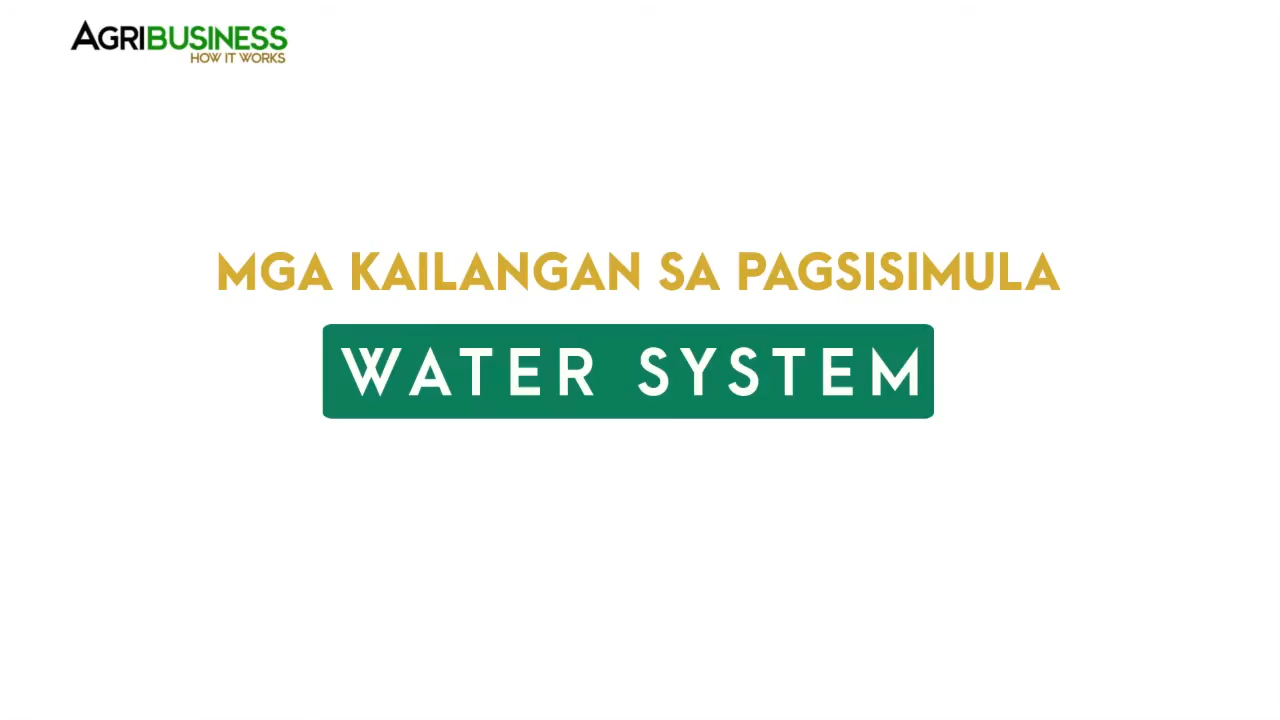 AGRIBUSINESS
HOW IT WORKS
MGA KAILANGAN SA PAGSISIMULA
WATER SYSTEM